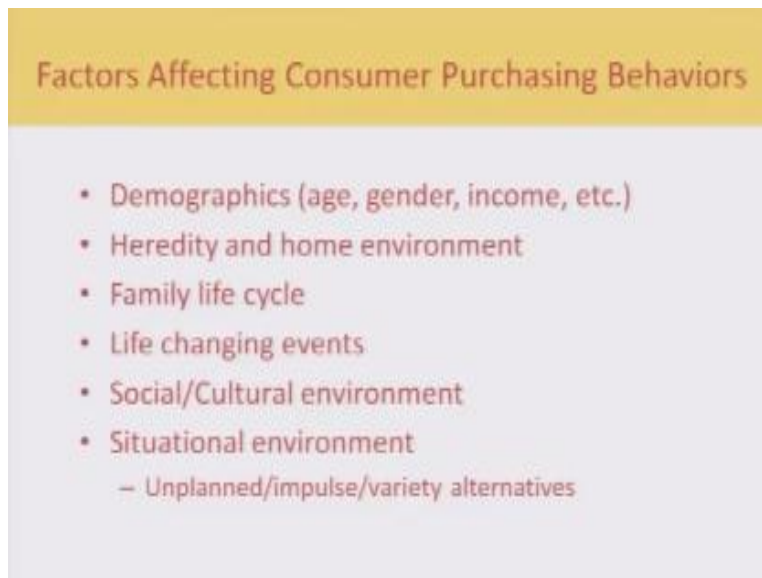 Factors Affecting Consumer Purchasing Behaviors
• Demographics (age, gender, income, etc.)
• Heredity and home environment
• Family life cycle
• Life changing events
• Social/Cultural environment
• Situational environment
– Unplanned/impulse/variety alternatives